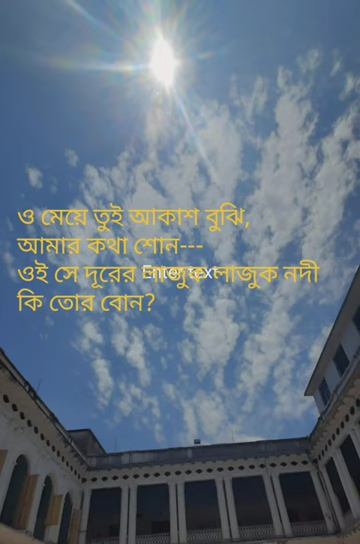 ও মেয়ে তুই আকাশ বুঝি,
আমার কথা শোন---
ওই সে দূরের লাজুক লাজুক নদী
Enter text
কি তোর বোন?